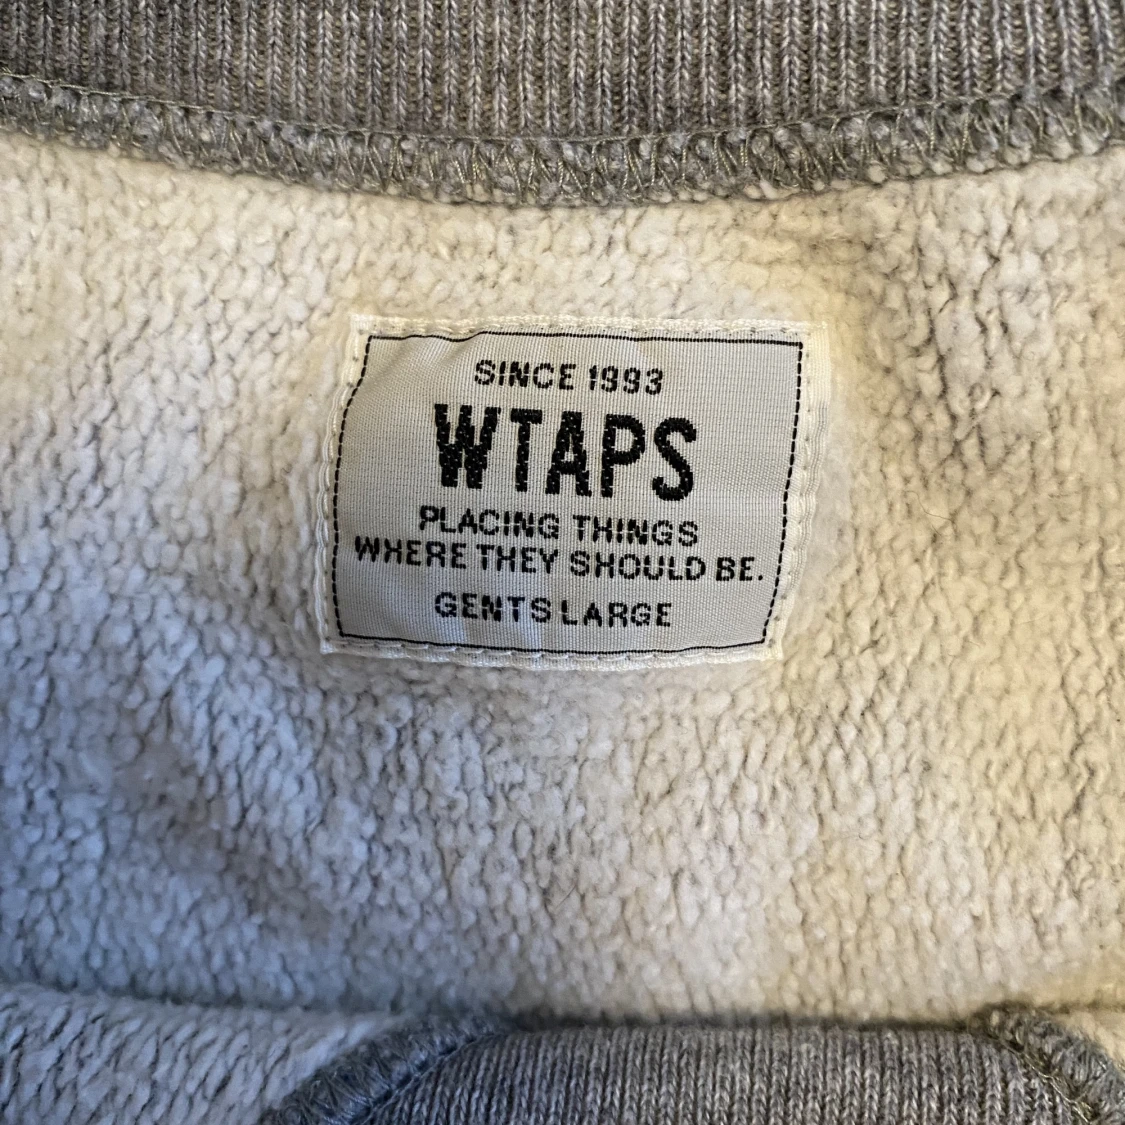 SINCE 1993
WTAPS
PLACING THINGS
WHERE THEY SHOULD BE.
GENTS LARGE